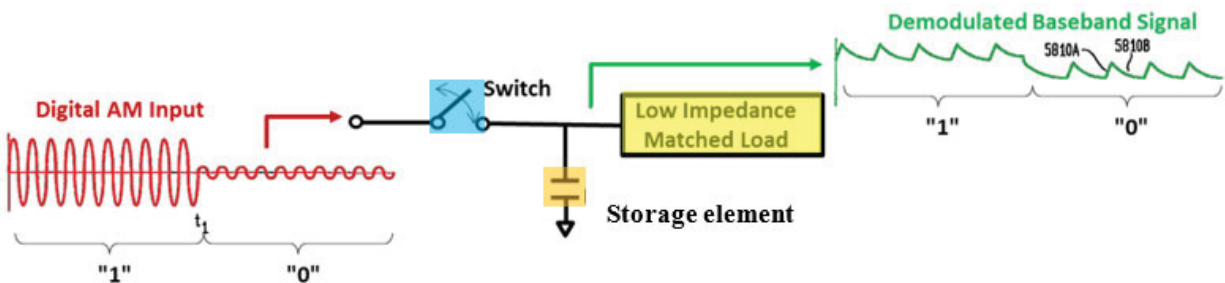 Demodulated Baseband Signal
5810A 5810B
"1" "0"
Switch
Digital AM Input
Low Impedance
Matched Load
Storage element
t1
"1" "0"